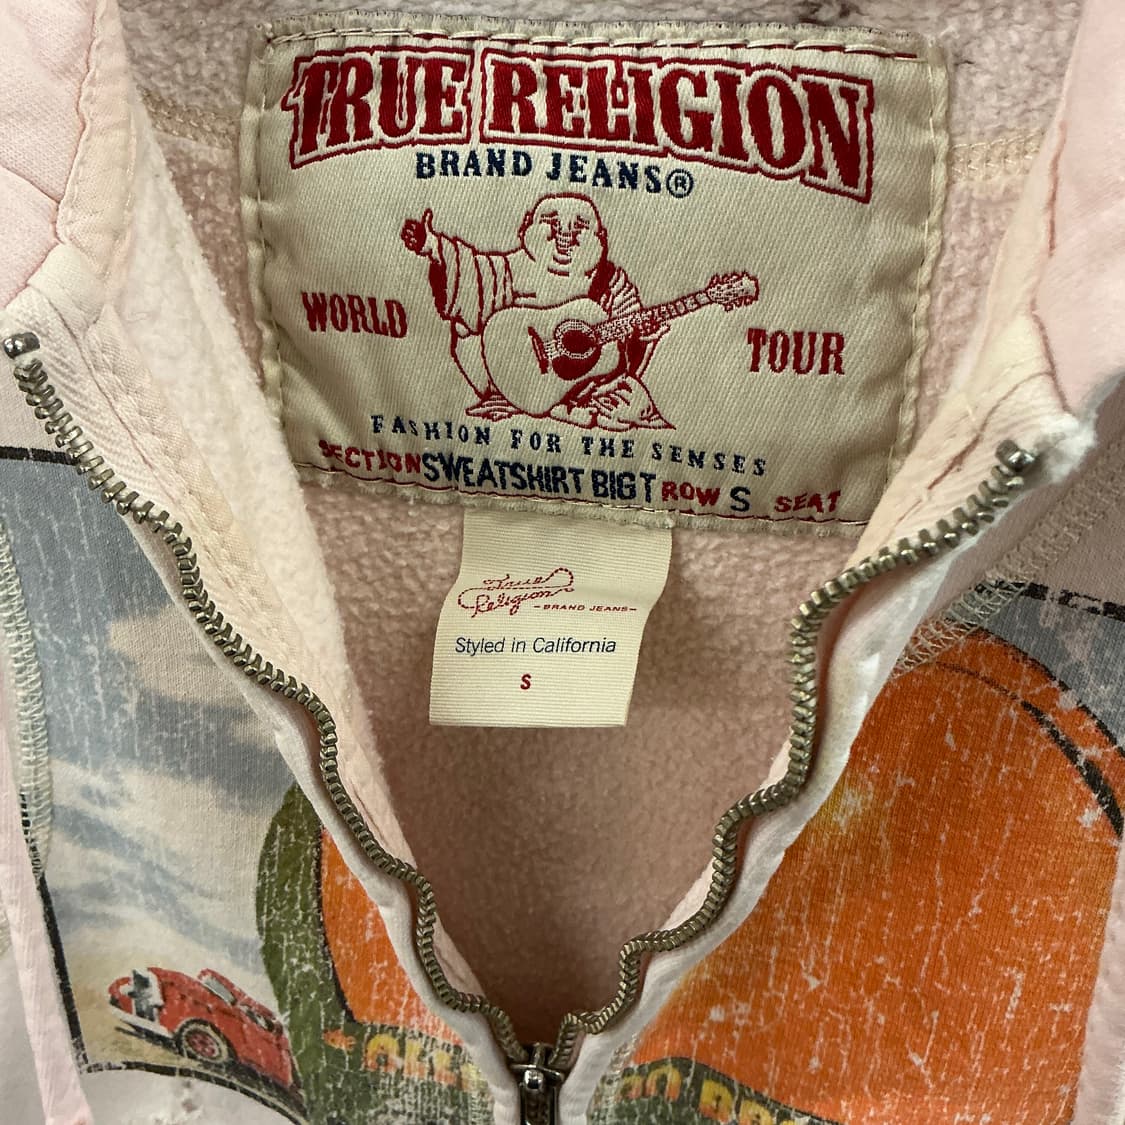 TRUE RELIGION
BRAND JEANS®
WORLD TOUR
FASHION FOR THE SENSES
SECTION SWEATSHIRT BIG T ROW S SEAT
True
Religion
-BRAND JEANS-
Styled in California
S